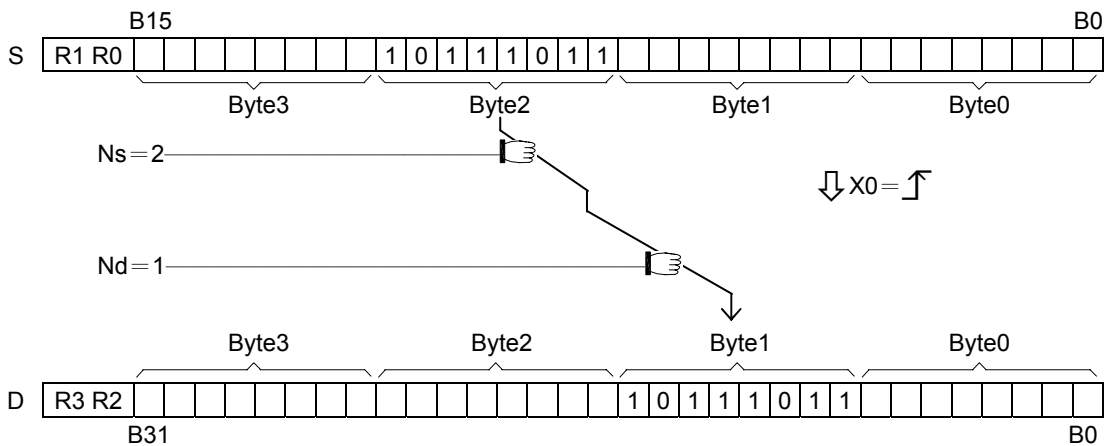 B15 B0
S R1 R0 1 0 1 1 1 0 1 1
Byte3 Byte2 Byte1 Byte0
Ns＝2
X0＝
Nd＝1
Byte3 Byte2 Byte1 Byte0
D R3 R2 1 0 1 1 1 0 1 1
B31 B0